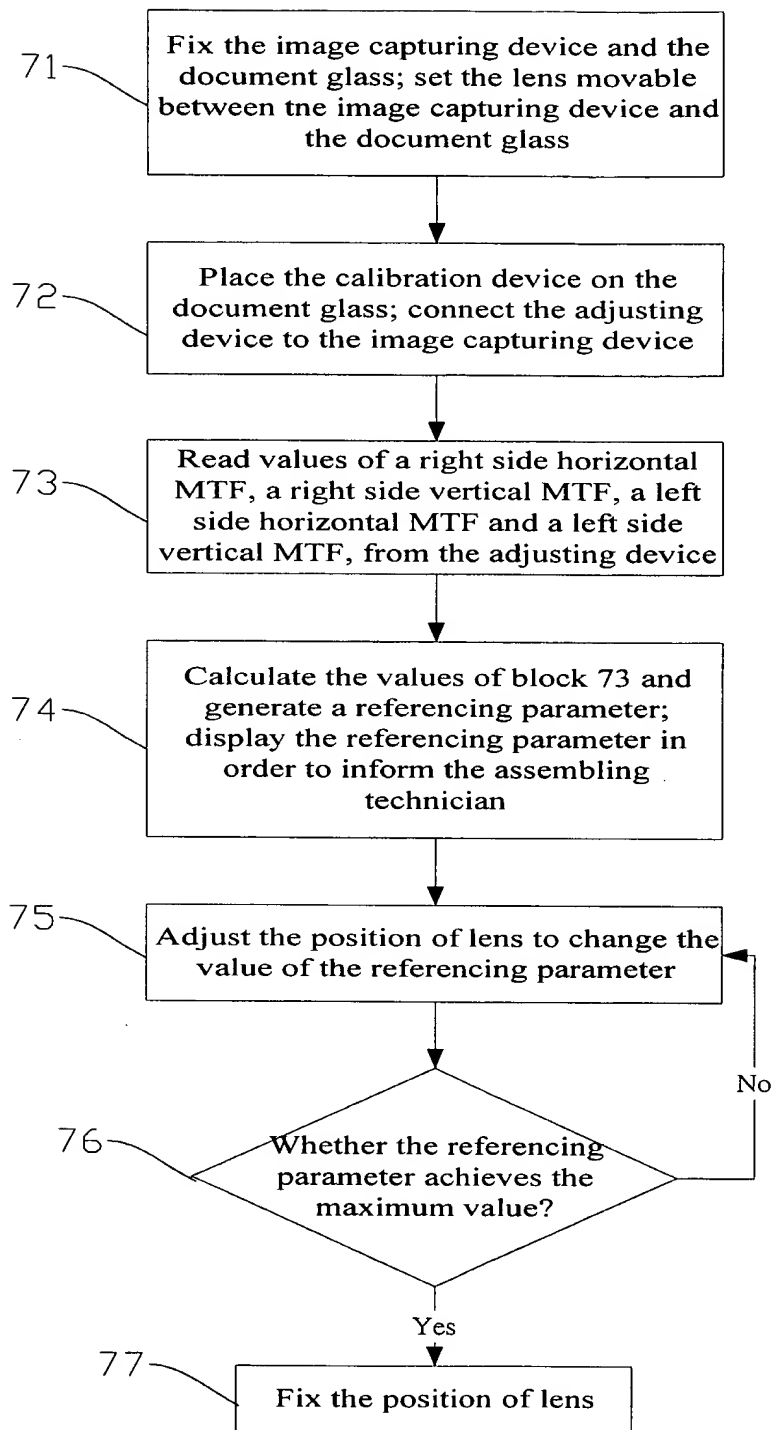 71
Fix the image capturing device and the
document glass; set the lens movable
between tne image capturing device and
the document glass
72
Place the calibration device on the
document glass; connect the adjusting
device to the image capturing device
73
Read values of a right side horizontal
MTF, a right side vertical MTF, a left
side horizontal MTF and a left side
vertical MTF, from the adjusting device
74
Calculate the values of block 73 and
generate a referencing parameter;
display the referencing parameter in
order to inform the assembling
technician
75
Adjust the position of lens to change the
value of the referencing parameter
No
76
Whether the referencing
parameter achieves the
maximum value?
Yes
77
Fix the position of lens